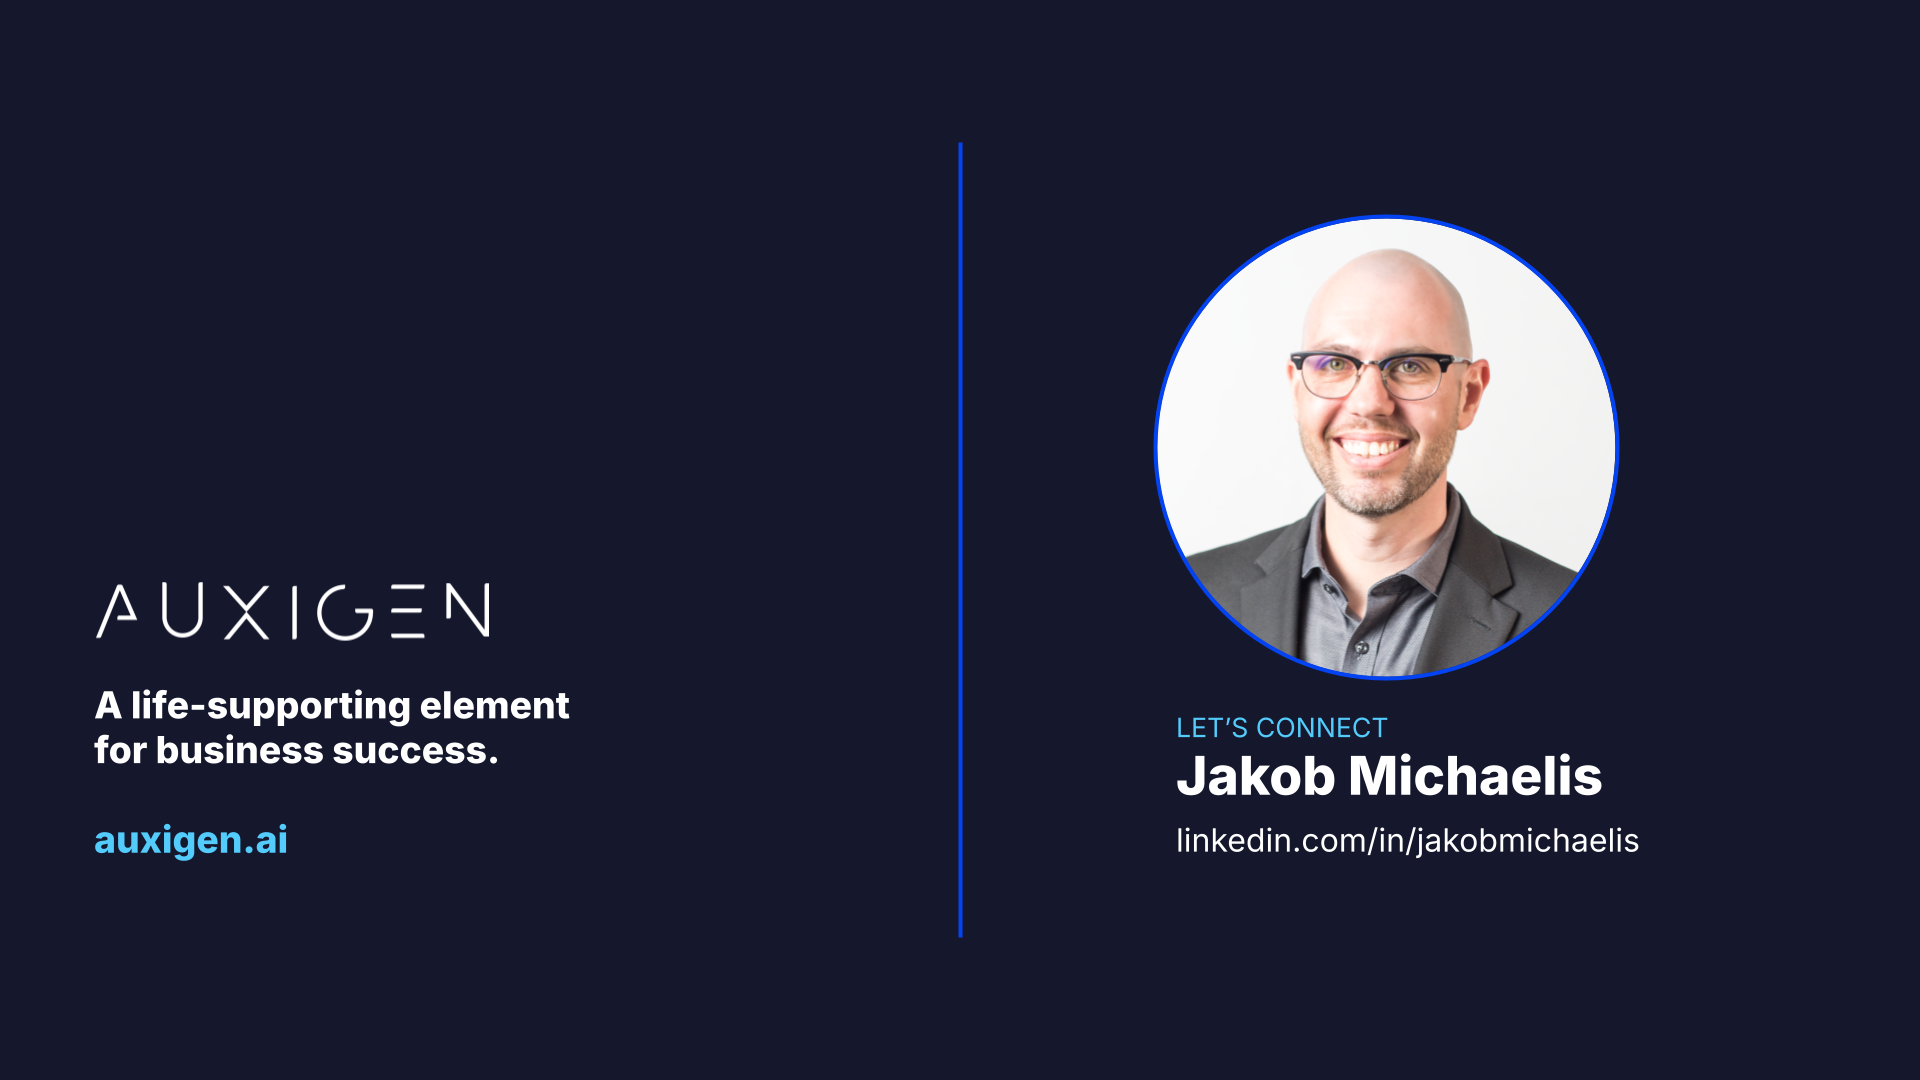 AUXIGEN
A life-supporting element
for business success.
auxigen.ai
LET’S CONNECT
Jakob Michaelis
linkedin.com/in/jakobmichaelis